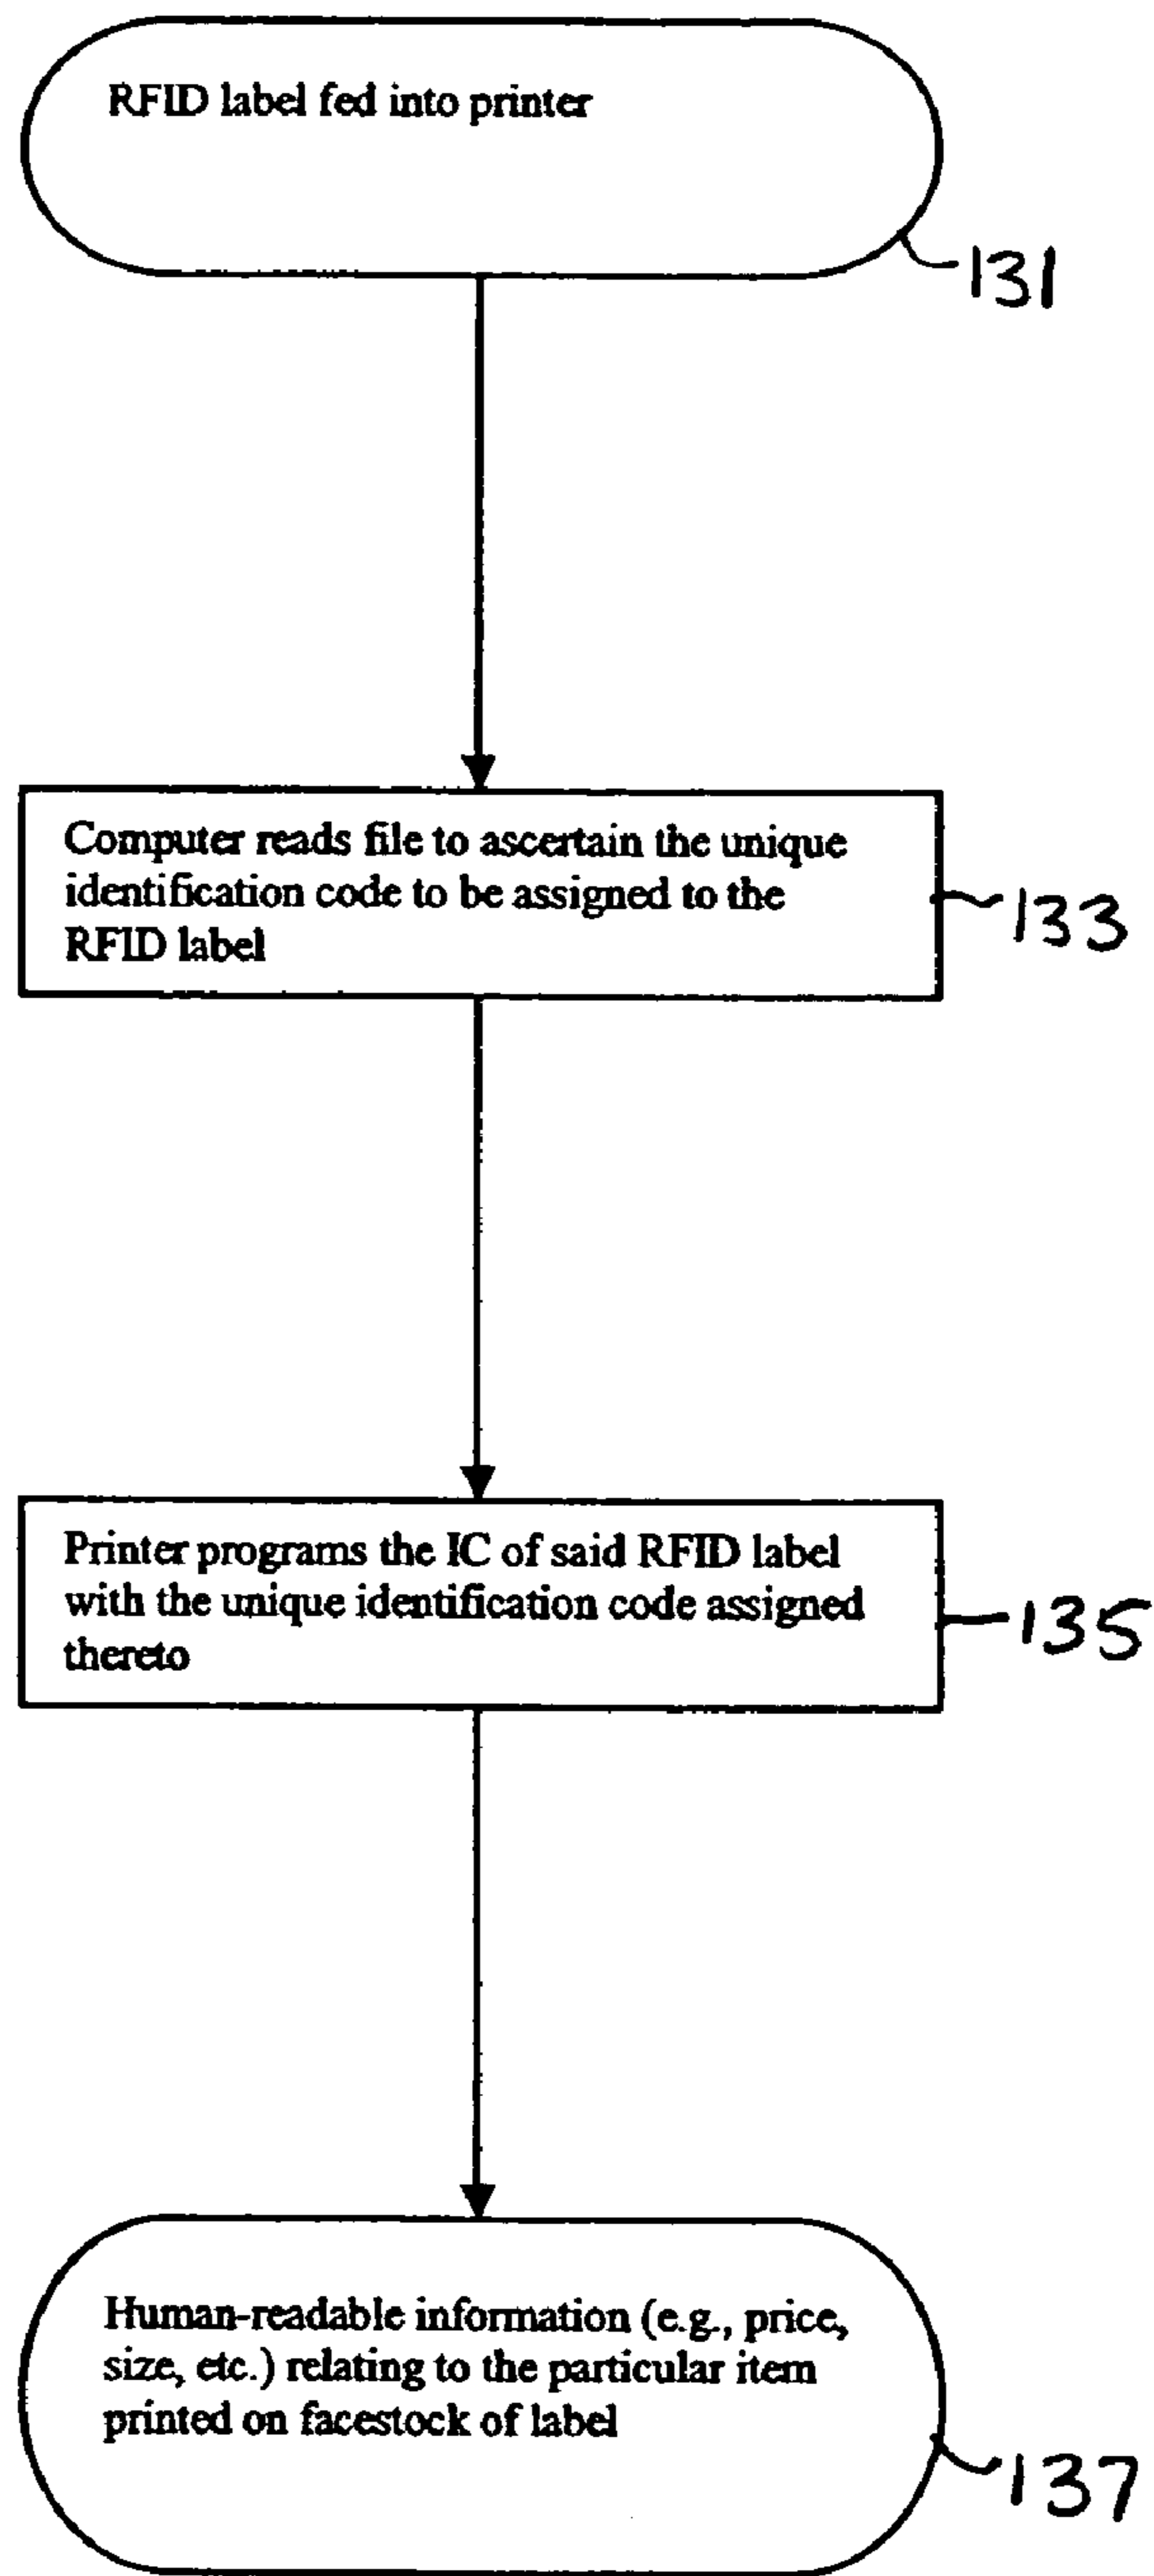 RFID label fed into printer
131
Computer reads file to ascertain the unique
identification code to be assigned to the
RFID label
133
Printer programs the IC of said RFID label
with the unique identification code assigned
thereto
135
Human-readable information (e.g., price,
size, etc.) relating to the particular item
printed on facestock of label
137